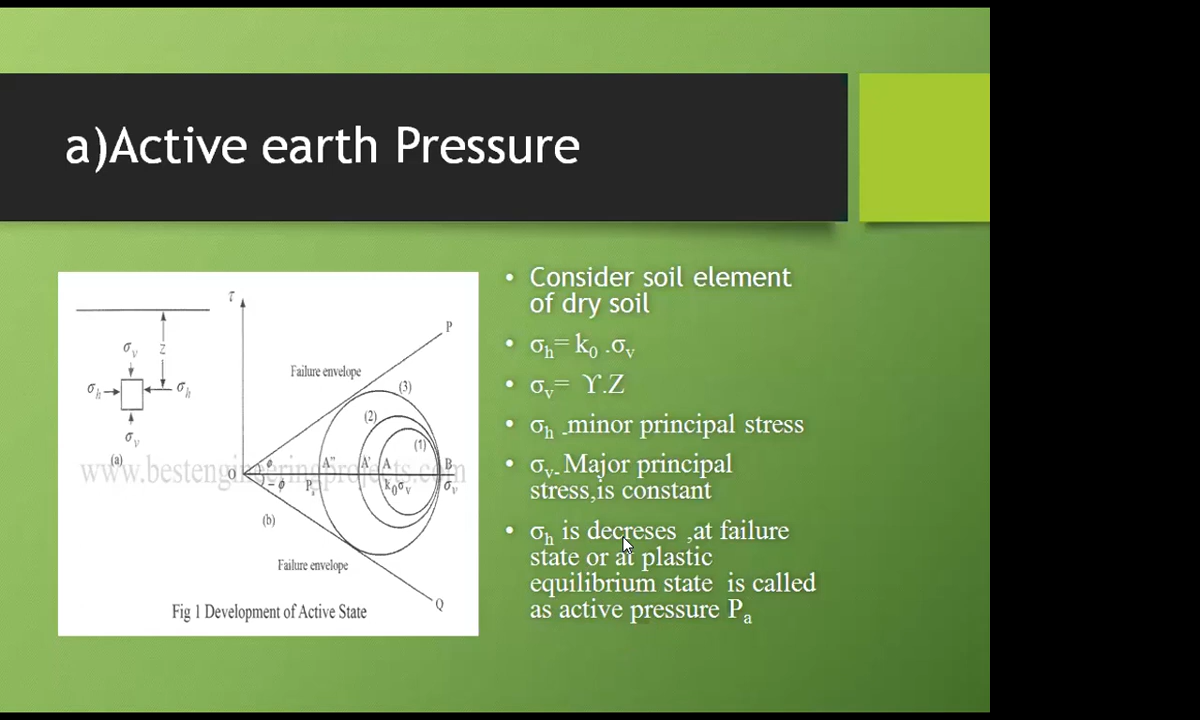 a)Active earth Pressure
τ
P
σv
z
σh
σh
σv
(a)
Failure envelope
(3)
(2)
(1)
www.bestengineeringprojects.com
O
ϕ
-ϕ
A"
A'
A
B
Pa
k0σv
σv
(b)
Failure envelope
Q
Fig 1 Development of Active State
• Consider soil element
of dry soil
• σh= k0 .σv
• σv= ϒ.Z
• σh -minor principal stress
• σv- Major principal
stress,is constant
• σh is decreses ,at failure
state or at plastic
equilibrium state is called
as active pressure Pa